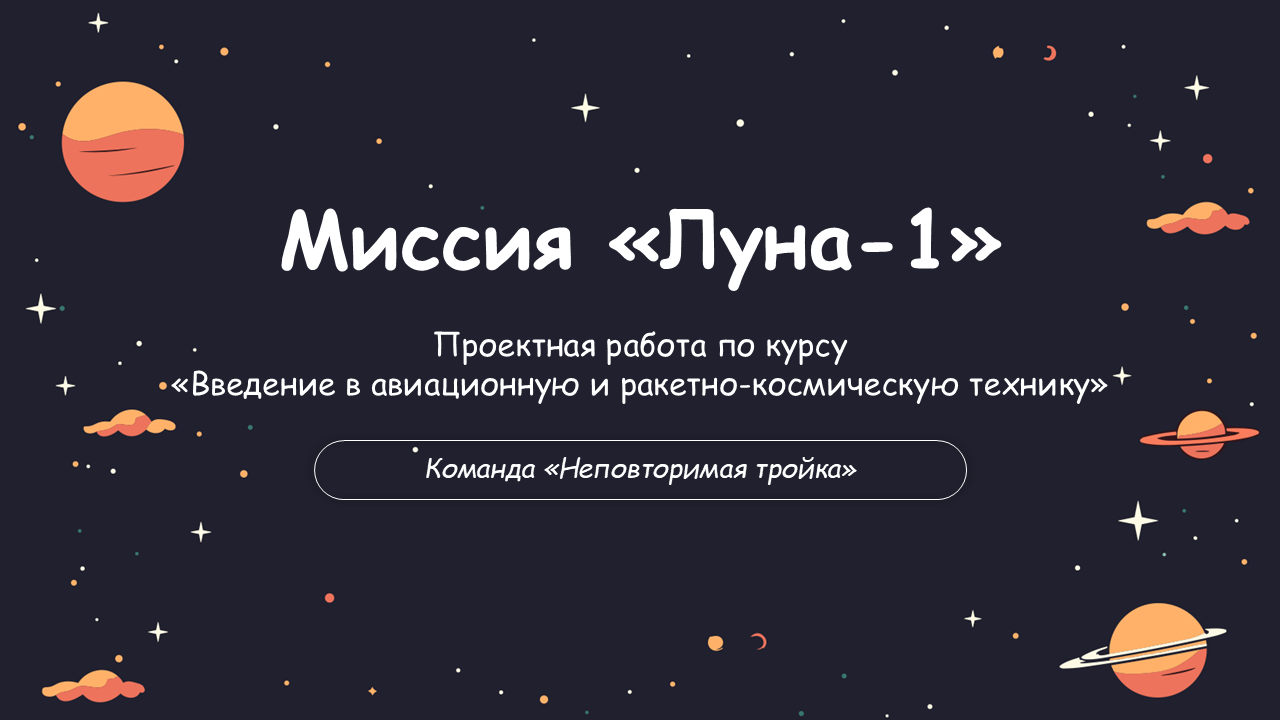 Миссия «Луна-1»
Проектная работа по курсу
«Введение в авиационную и ракетно-космическую технику»
Команда «Неповторимая тройка»